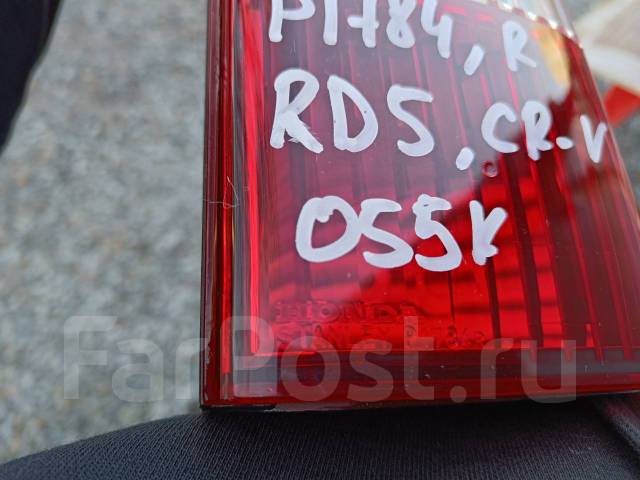 P1784, R
RD5, CR-V
055K
HONDA
FarPost.ru